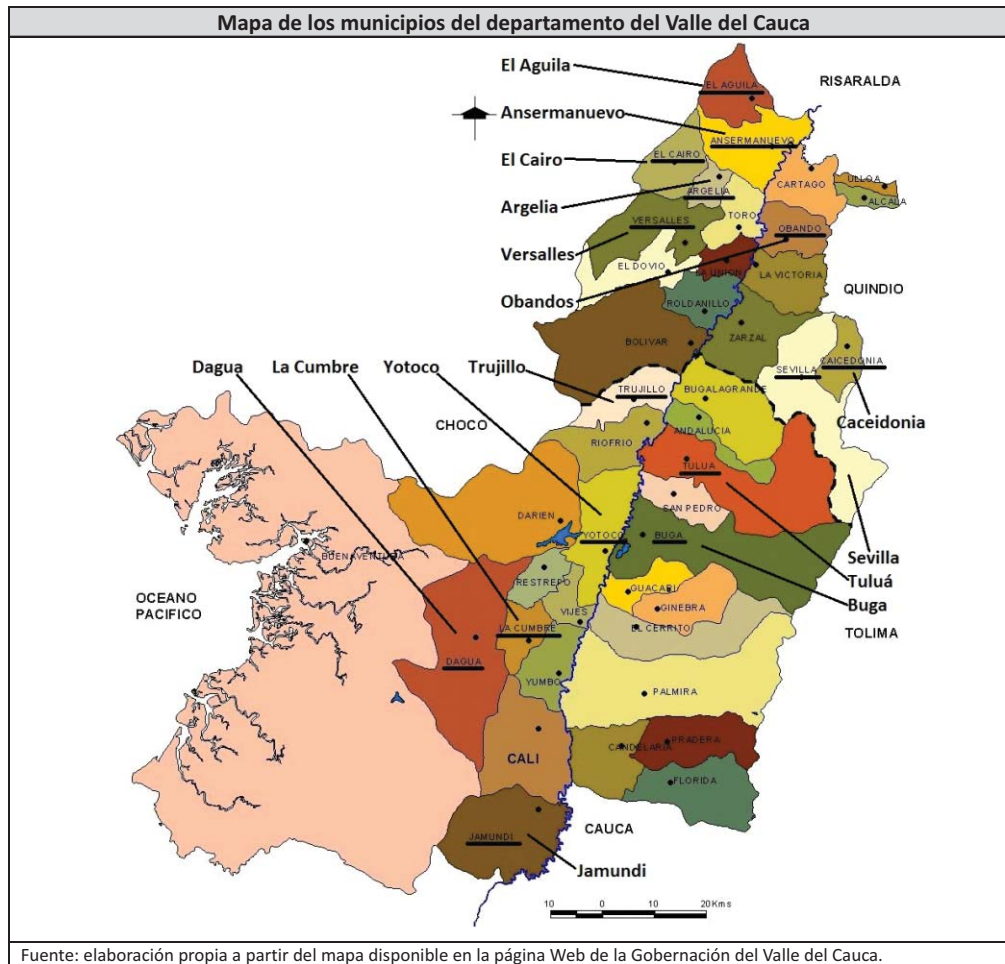 Mapa de los municipios del departamento del Valle del Cauca
El Aguila
EL AGUILA
RISARALDA
Ansermanuevo
ANSERMANUEVO
El Cairo
EL CAIRO
CARTAGO
ULLOA
ALCALA
Argelia
ARGELIA
VERSALLES
TORO
OBANDO
Versalles
EL DOVIO
LA UNION
LA VICTORIA
Obandos
QUINDIO
ROLDANILLO
ZARZAL
BOLIVAR
Dagua
La Cumbre
Yotoco
Trujillo
SEVILLA
CAICEDONIA
TRUJILLO
BUGALAGRANDE
CHOCO
Caceidonia
ANDALUCIA
RIOFRIO
TULUA
SAN PEDRO
DARIEN
YOTOCO
BUGA
BUENAVENTURA
Sevilla
Tuluá
Buga
RESTREPO
OCEANO
PACIFICO
GUACARI
GINEBRA
VIJES
LA CUMBRE
EL CERRITO
TOLIMA
DAGUA
YUMBO
PALMIRA
CANDELARIA
PRADERA
CALI
FLORIDA
CAUCA
JAMUNDI
Jamundi
10 0 10 20 Kms
Fuente: elaboración propia a partir del mapa disponible en la página Web de la Gobernación del Valle del Cauca.